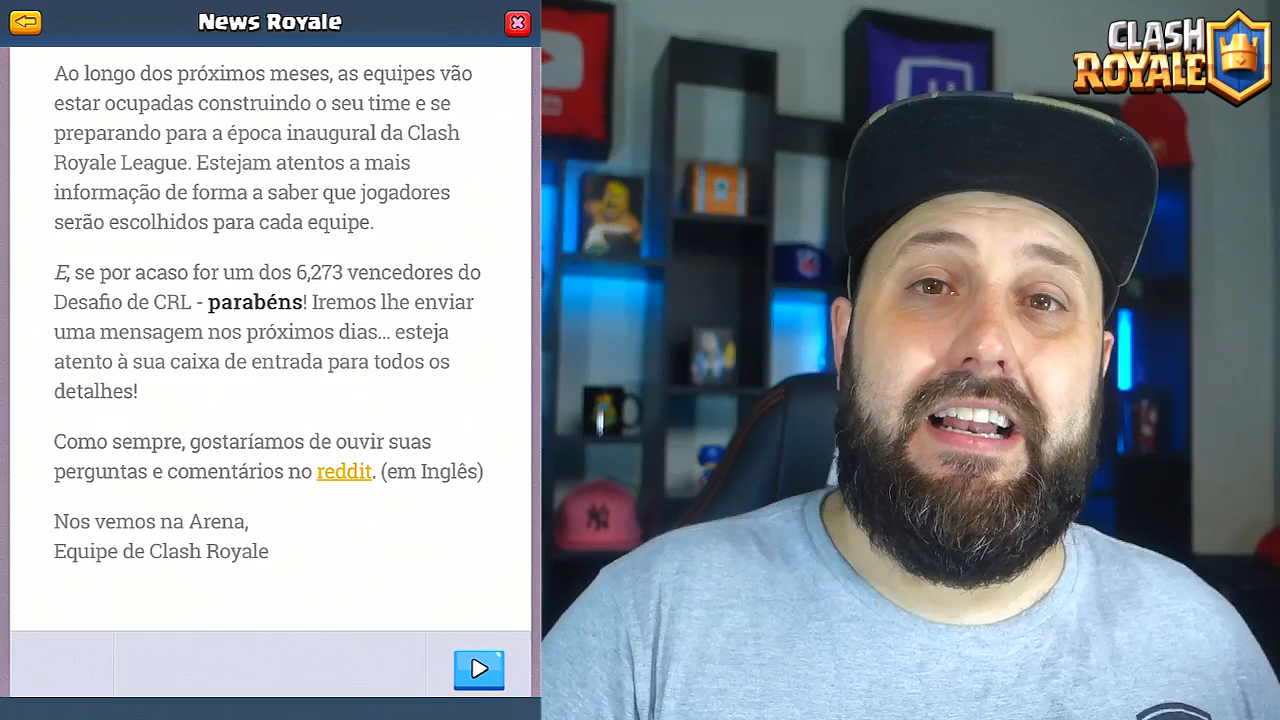 News Royale
Ao longo dos próximos meses, as equipes vão
estar ocupadas construindo o seu time e se
preparando para a época inaugural da Clash
Royale League. Estejam atentos a mais
informação de forma a saber que jogadores
serão escolhidos para cada equipe.
E, se por acaso for um dos 6,273 vencedores do
Desafio de CRL - parabéns! Iremos lhe enviar
uma mensagem nos próximos dias... esteja
atento à sua caixa de entrada para todos os
detalhes!
Como sempre, gostaríamos de ouvir suas
perguntas e comentários no reddit. (em Inglês)
Nos vemos na Arena,
Equipe de Clash Royale
CLASH
ROYALE